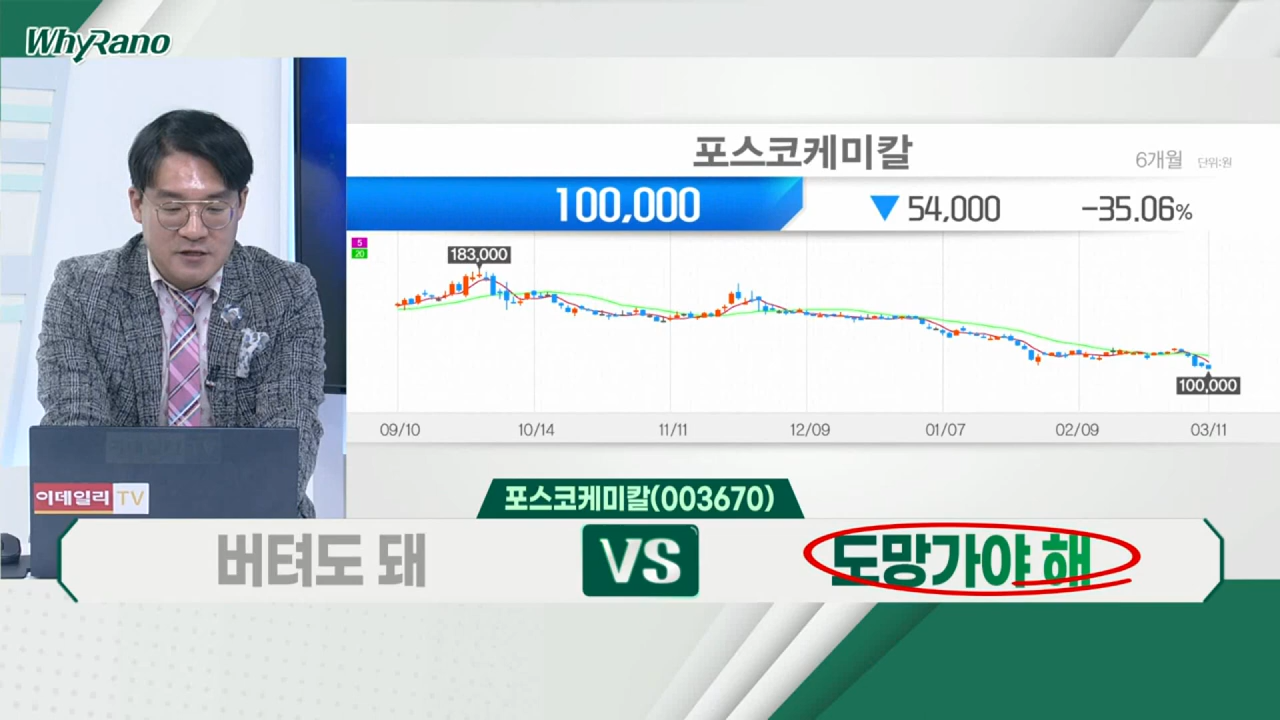 WhyRano
포스코케미칼
6개월 단위:원
100,000 ▼ 54,000 -35.06%
5
20
183,000
100,000
09/10 10/14 11/11 12/09 01/07 02/09 03/11
이데일리 TV
포스코케미칼(003670)
버텨도 돼 VS 도망가야 해